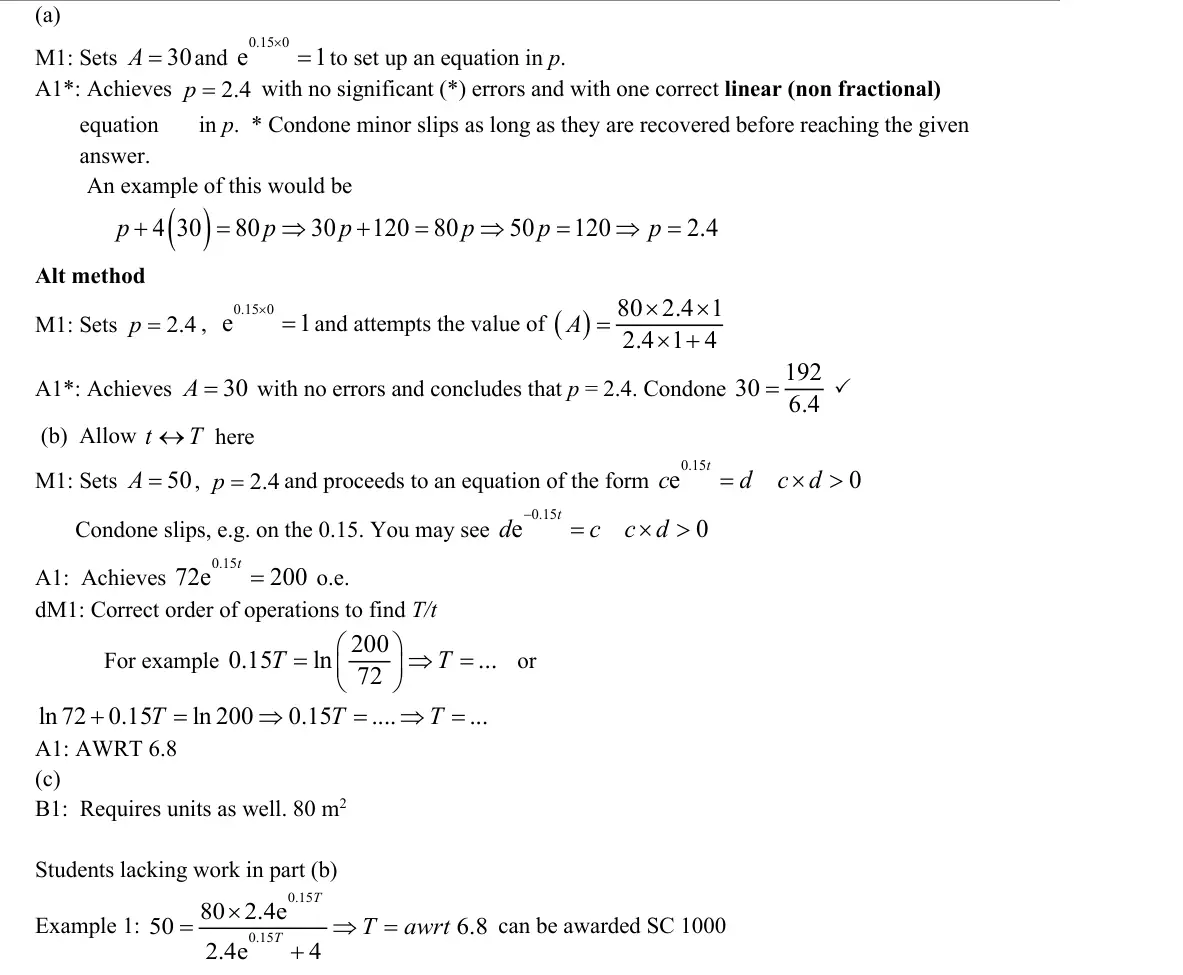 (a)
M1: Sets A = 30 and e^{0.15×0} = 1 to set up an equation in p.
A1*: Achieves p = 2.4 with no significant (*) errors and with one correct linear (non fractional)
equation in p. * Condone minor slips as long as they are recovered before reaching the given
answer.
An example of this would be
p + 4(30) = 80p ⇒ 30p + 120 = 80p ⇒ 50p = 120 ⇒ p = 2.4
Alt method
M1: Sets p = 2.4, e^{0.15×0} = 1 and attempts the value of (A) = \frac{80×2.4×1}{2.4×1+4}
A1*: Achieves A = 30 with no errors and concludes that p = 2.4. Condone 30 = \frac{192}{6.4} ✓
(b) Allow t ↔ T here
M1: Sets A = 50, p = 2.4 and proceeds to an equation of the form ce^{0.15t} = d c × d > 0
Condone slips, e.g. on the 0.15. You may see de^{−0.15t} = c c × d > 0
A1: Achieves 72e^{0.15t} = 200 o.e.
dM1: Correct order of operations to find T/t
For example 0.15T = ln(\frac{200}{72}) ⇒ T = ... or
ln 72 + 0.15T = ln 200 ⇒ 0.15T = .... ⇒ T = ...
A1: AWRT 6.8
(c)
B1: Requires units as well. 80 m²
Students lacking work in part (b)
Example 1: 50 = \frac{80×2.4e^{0.15T}}{2.4e^{0.15T}+4} ⇒ T = awrt 6.8 can be awarded SC 1000